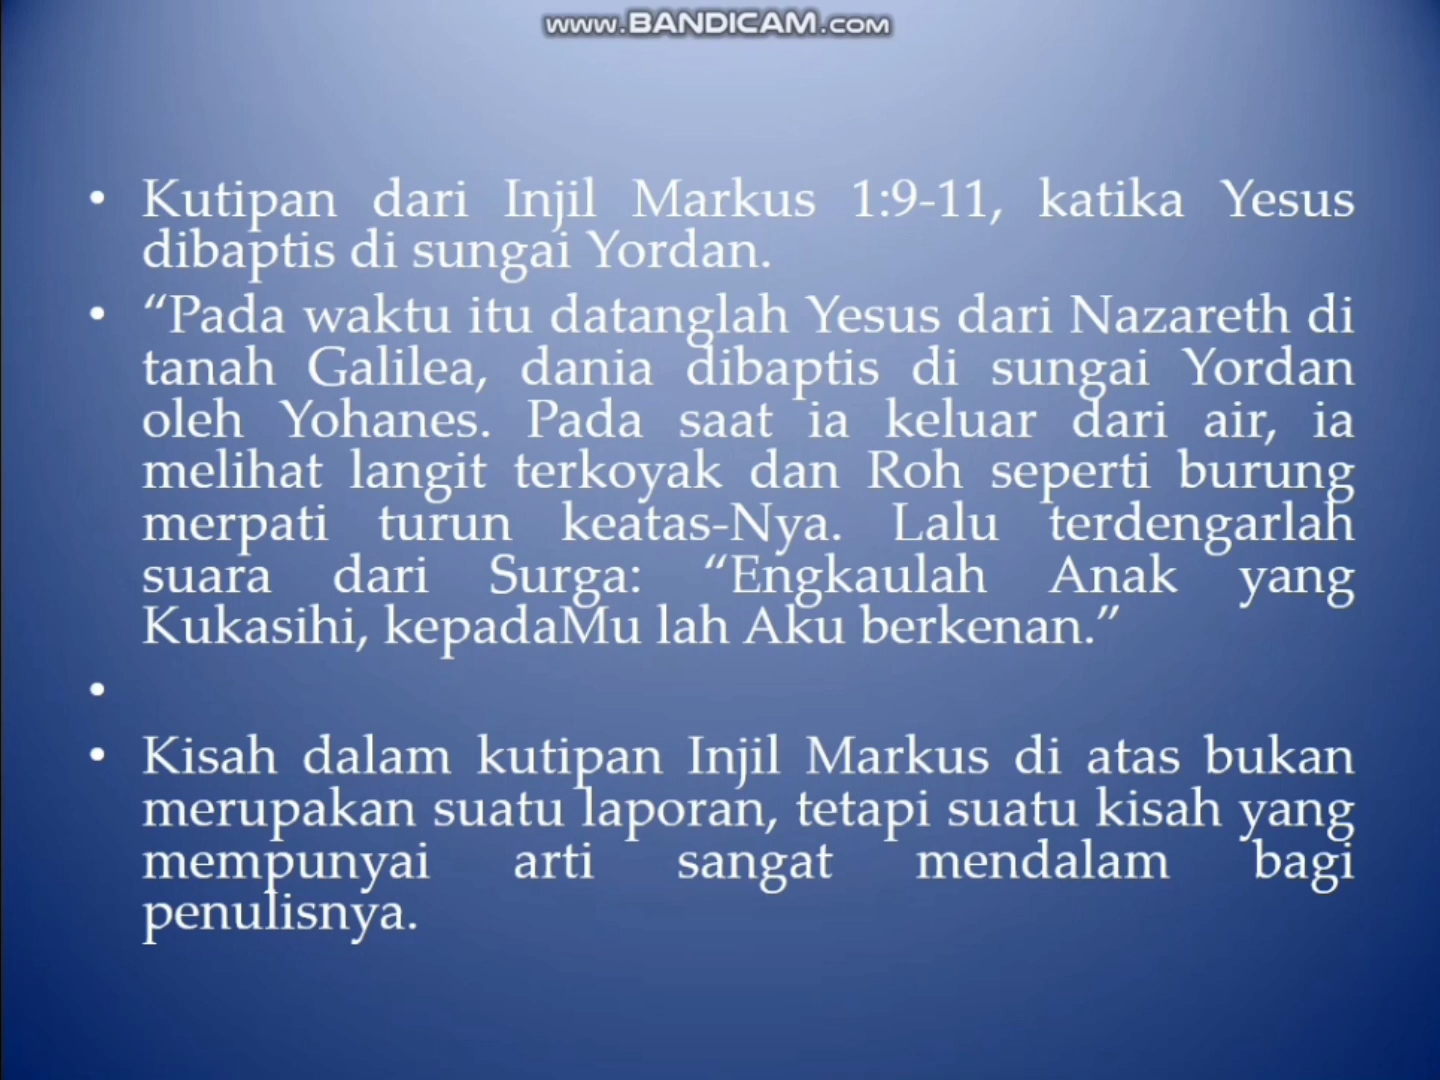 www.BANDICAM.com
• Kutipan dari Injil Markus 1:9-11, katika Yesus
dibaptis di sungai Yordan.
• “Pada waktu itu datanglah Yesus dari Nazareth di
tanah Galilea, dania dibaptis di sungai Yordan
oleh Yohanes. Pada saat ia keluar dari air, ia
melihat langit terkoyak dan Roh seperti burung
merpati turun keatas-Nya. Lalu terdengarlah
suara dari Surga: “Engkaulah Anak yang
Kukasihi, kepadaMu lah Aku berkenan.”
•
• Kisah dalam kutipan Injil Markus di atas bukan
merupakan suatu laporan, tetapi suatu kisah yang
mempunyai arti sangat mendalam bagi
penulisnya.